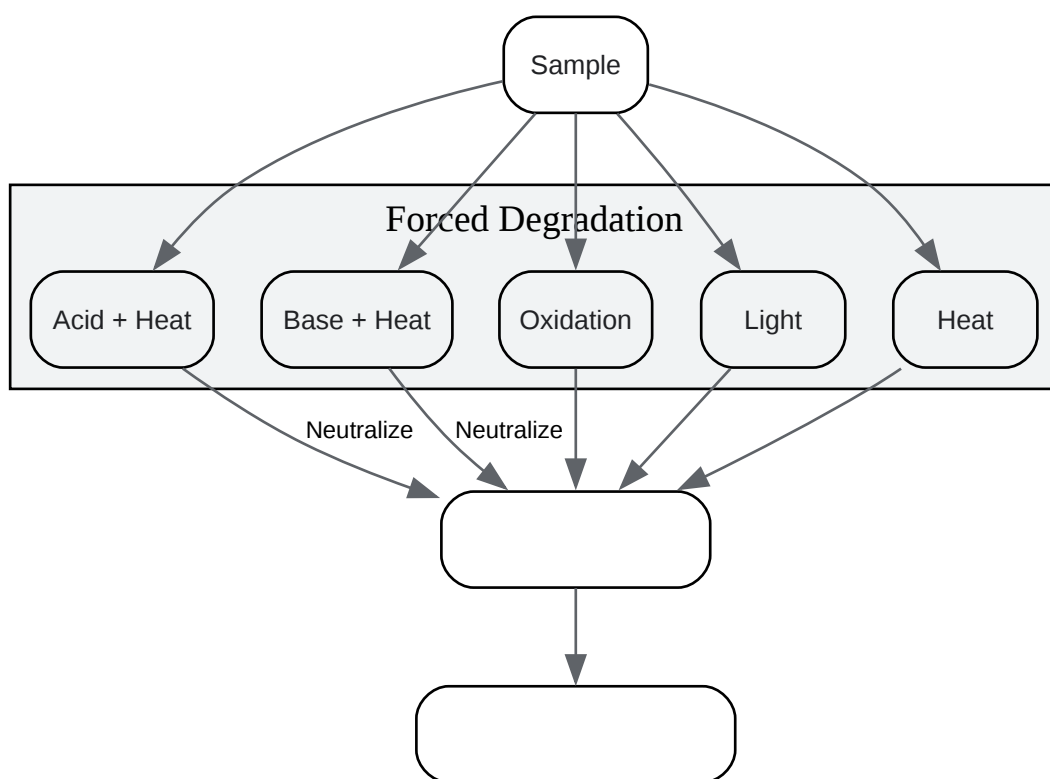 Sample
Forced Degradation
Acid + Heat
Base + Heat
Oxidation
Light
Heat
Neutralize
Neutralize